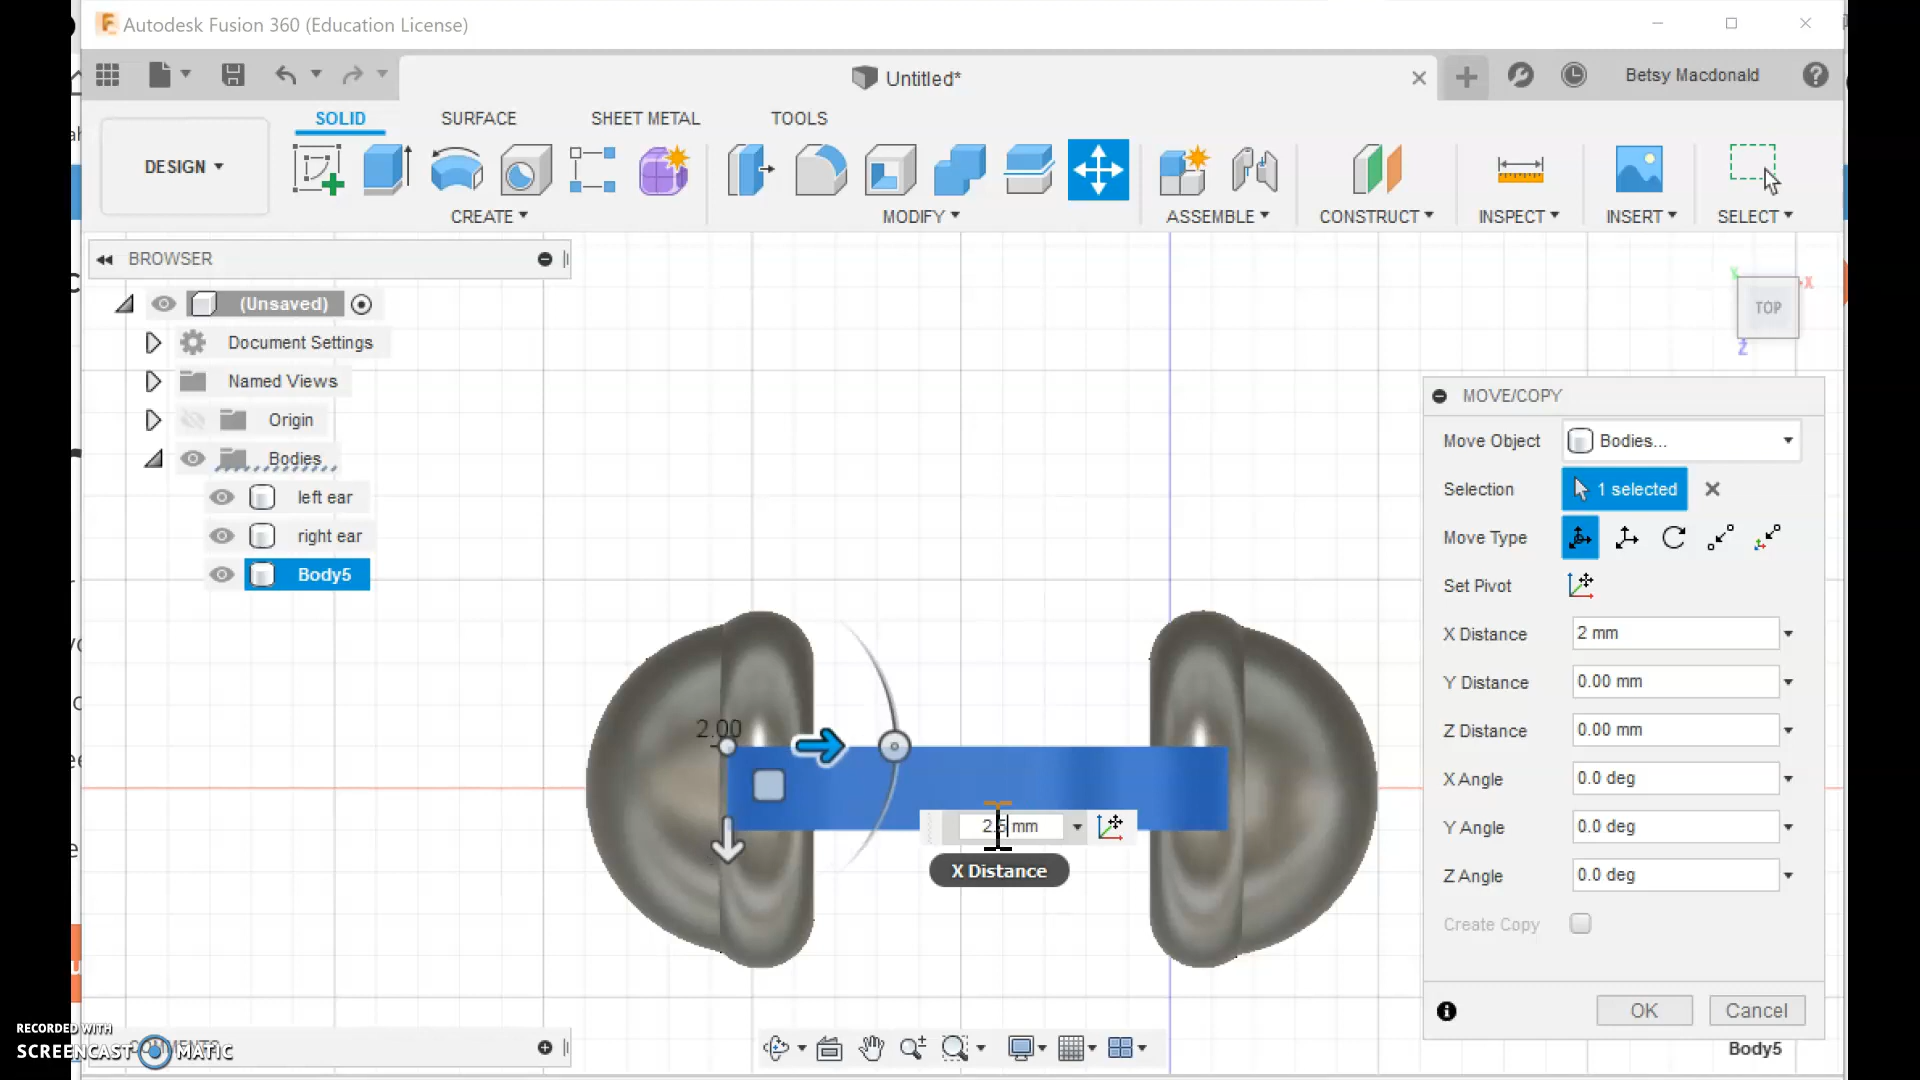 Autodesk Fusion 360 (Education License)
Untitled*
Betsy Macdonald
SOLID
SURFACE
SHEET METAL
TOOLS
DESIGN
CREATE
MODIFY
ASSEMBLE
CONSTRUCT
INSPECT
INSERT
SELECT
BROWSER
(Unsaved)
Document Settings
Named Views
Origin
Bodies
left ear
right ear
Body5
Y
X
TOP
Z
MOVE/COPY
Move Object
Bodies...
Selection
1 selected
Move Type
Set Pivot
X Distance
2 mm
Y Distance
0.00 mm
Z Distance
0.00 mm
X Angle
0.0 deg
Y Angle
0.0 deg
Z Angle
0.0 deg
Create Copy
OK
Cancel
2.00
2.5 mm
X Distance
Body5
RECORDED WITH
SCREENCAST MATIC